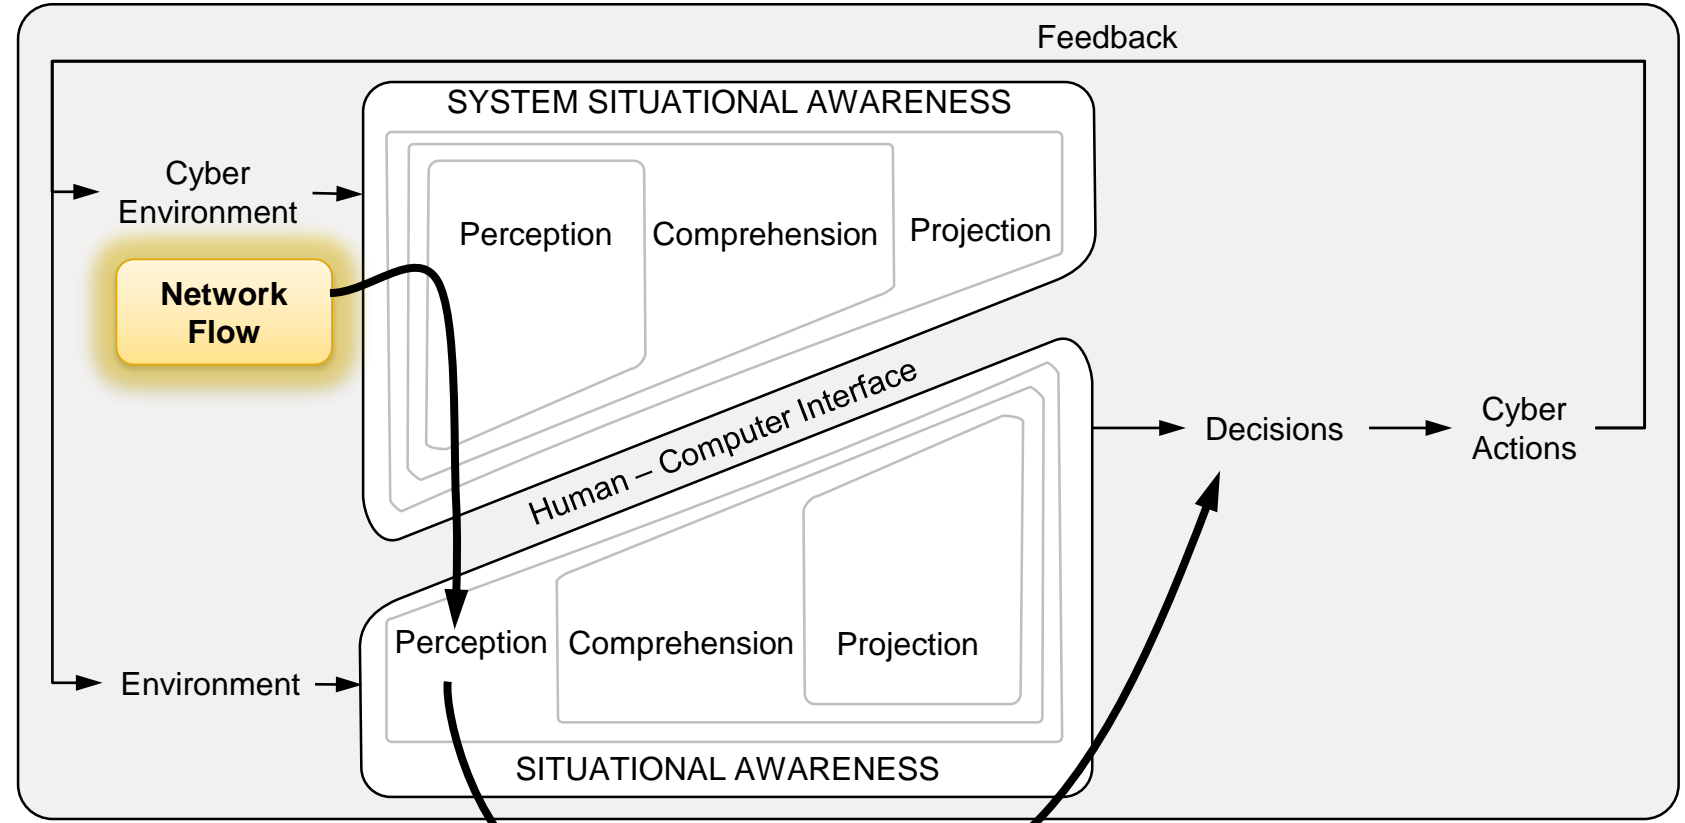 Feedback
SYSTEM SITUATIONAL AWARENESS
Cyber
Environment
Perception
Comprehension
Projection
Network
Flow
Human – Computer Interface
Decisions
Cyber
Actions
Perception
Comprehension
Projection
Environment
SITUATIONAL AWARENESS